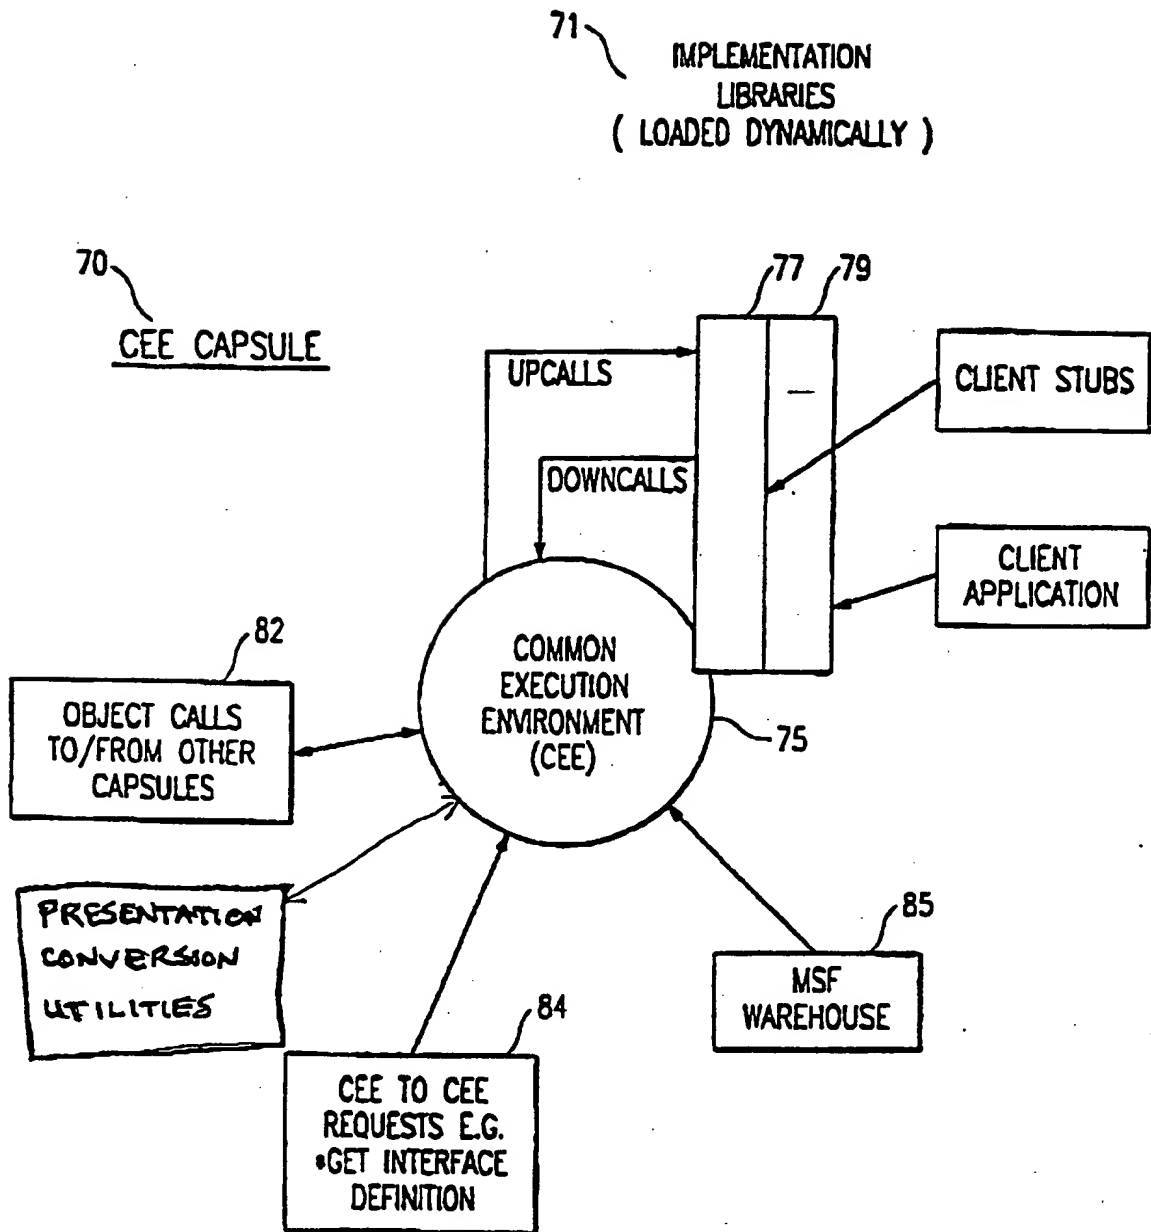 71
IMPLEMENTATION
LIBRARIES
( LOADED DYNAMICALLY )
70
CEE CAPSULE
77
79
UPCALLS
DOWNCALLS
CLIENT STUBS
CLIENT
APPLICATION
COMMON
EXECUTION
ENVIRONMENT
(CEE)
75
82
OBJECT CALLS
TO/FROM OTHER
CAPSULES
PRESENTATION
CONVERSION
UTILITIES
84
CEE TO CEE
REQUESTS E.G.
•GET INTERFACE
DEFINITION
85
MSF
WAREHOUSE